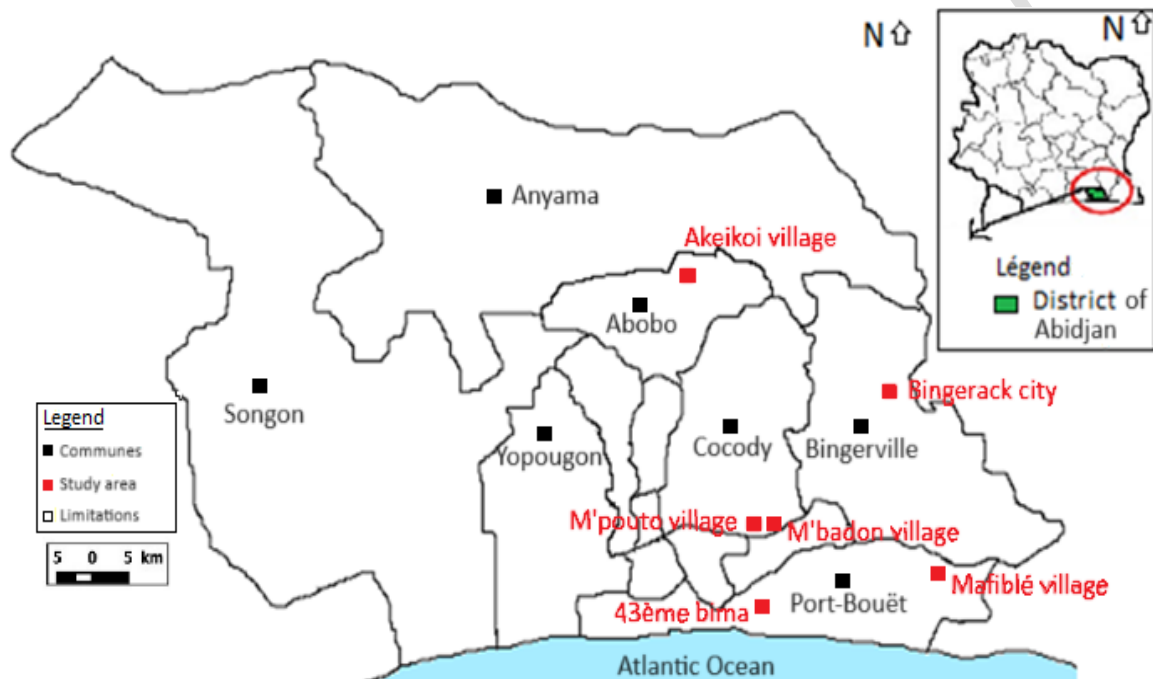 N
N
Anyama
Akeikoi village
Légend
District of
Abidjan
Abobo
Bingerack city
Songon
Legend
Communes
Study area
Limitations
5 0 5 km
Yopougon
Cocody
Bingerville
M'pouto village
M'badon village
Mafiblé village
Port-Bouët
43ème bima
Atlantic Ocean